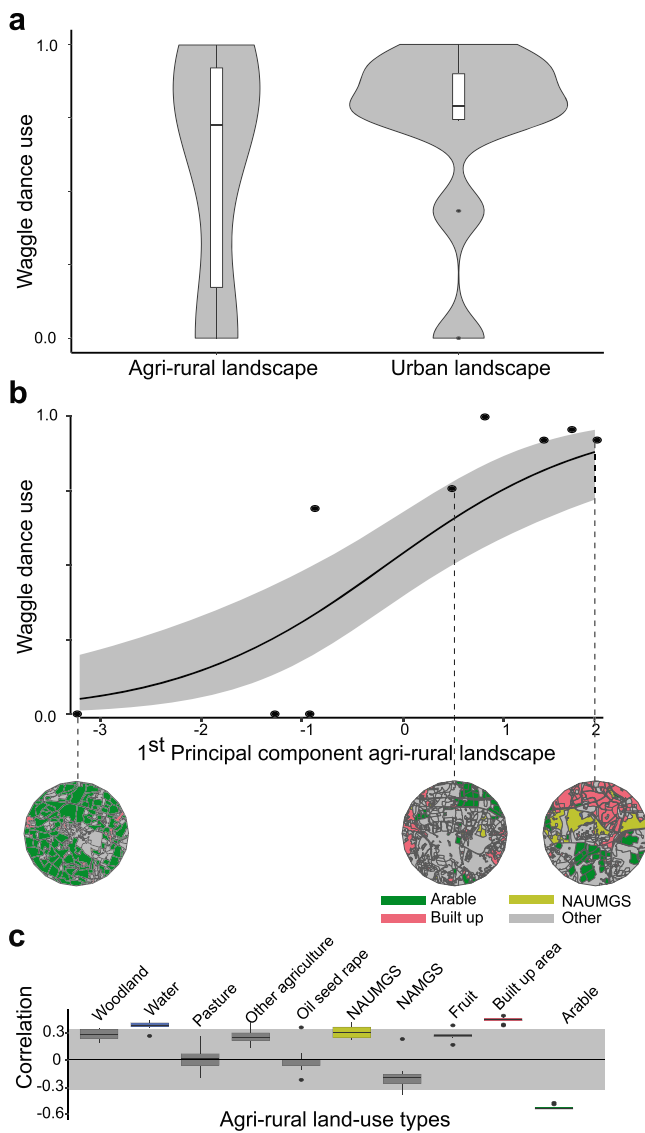 a
1.0
Waggle dance use
0.0
Agri-rural landscape Urban landscape
b
1.0
Waggle dance use
0.0
-3 -2 -1 0 1 2
1st Principal component agri-rural landscape
Arable NAUMGS
Built up Other
c
Woodland Water Pasture Other agriculture Oil seed rape NAUMGS NAMGS Fruit Built up area Arable
Correlation
0.3
0
-0.3
-0.6
Agri-rural land-use types